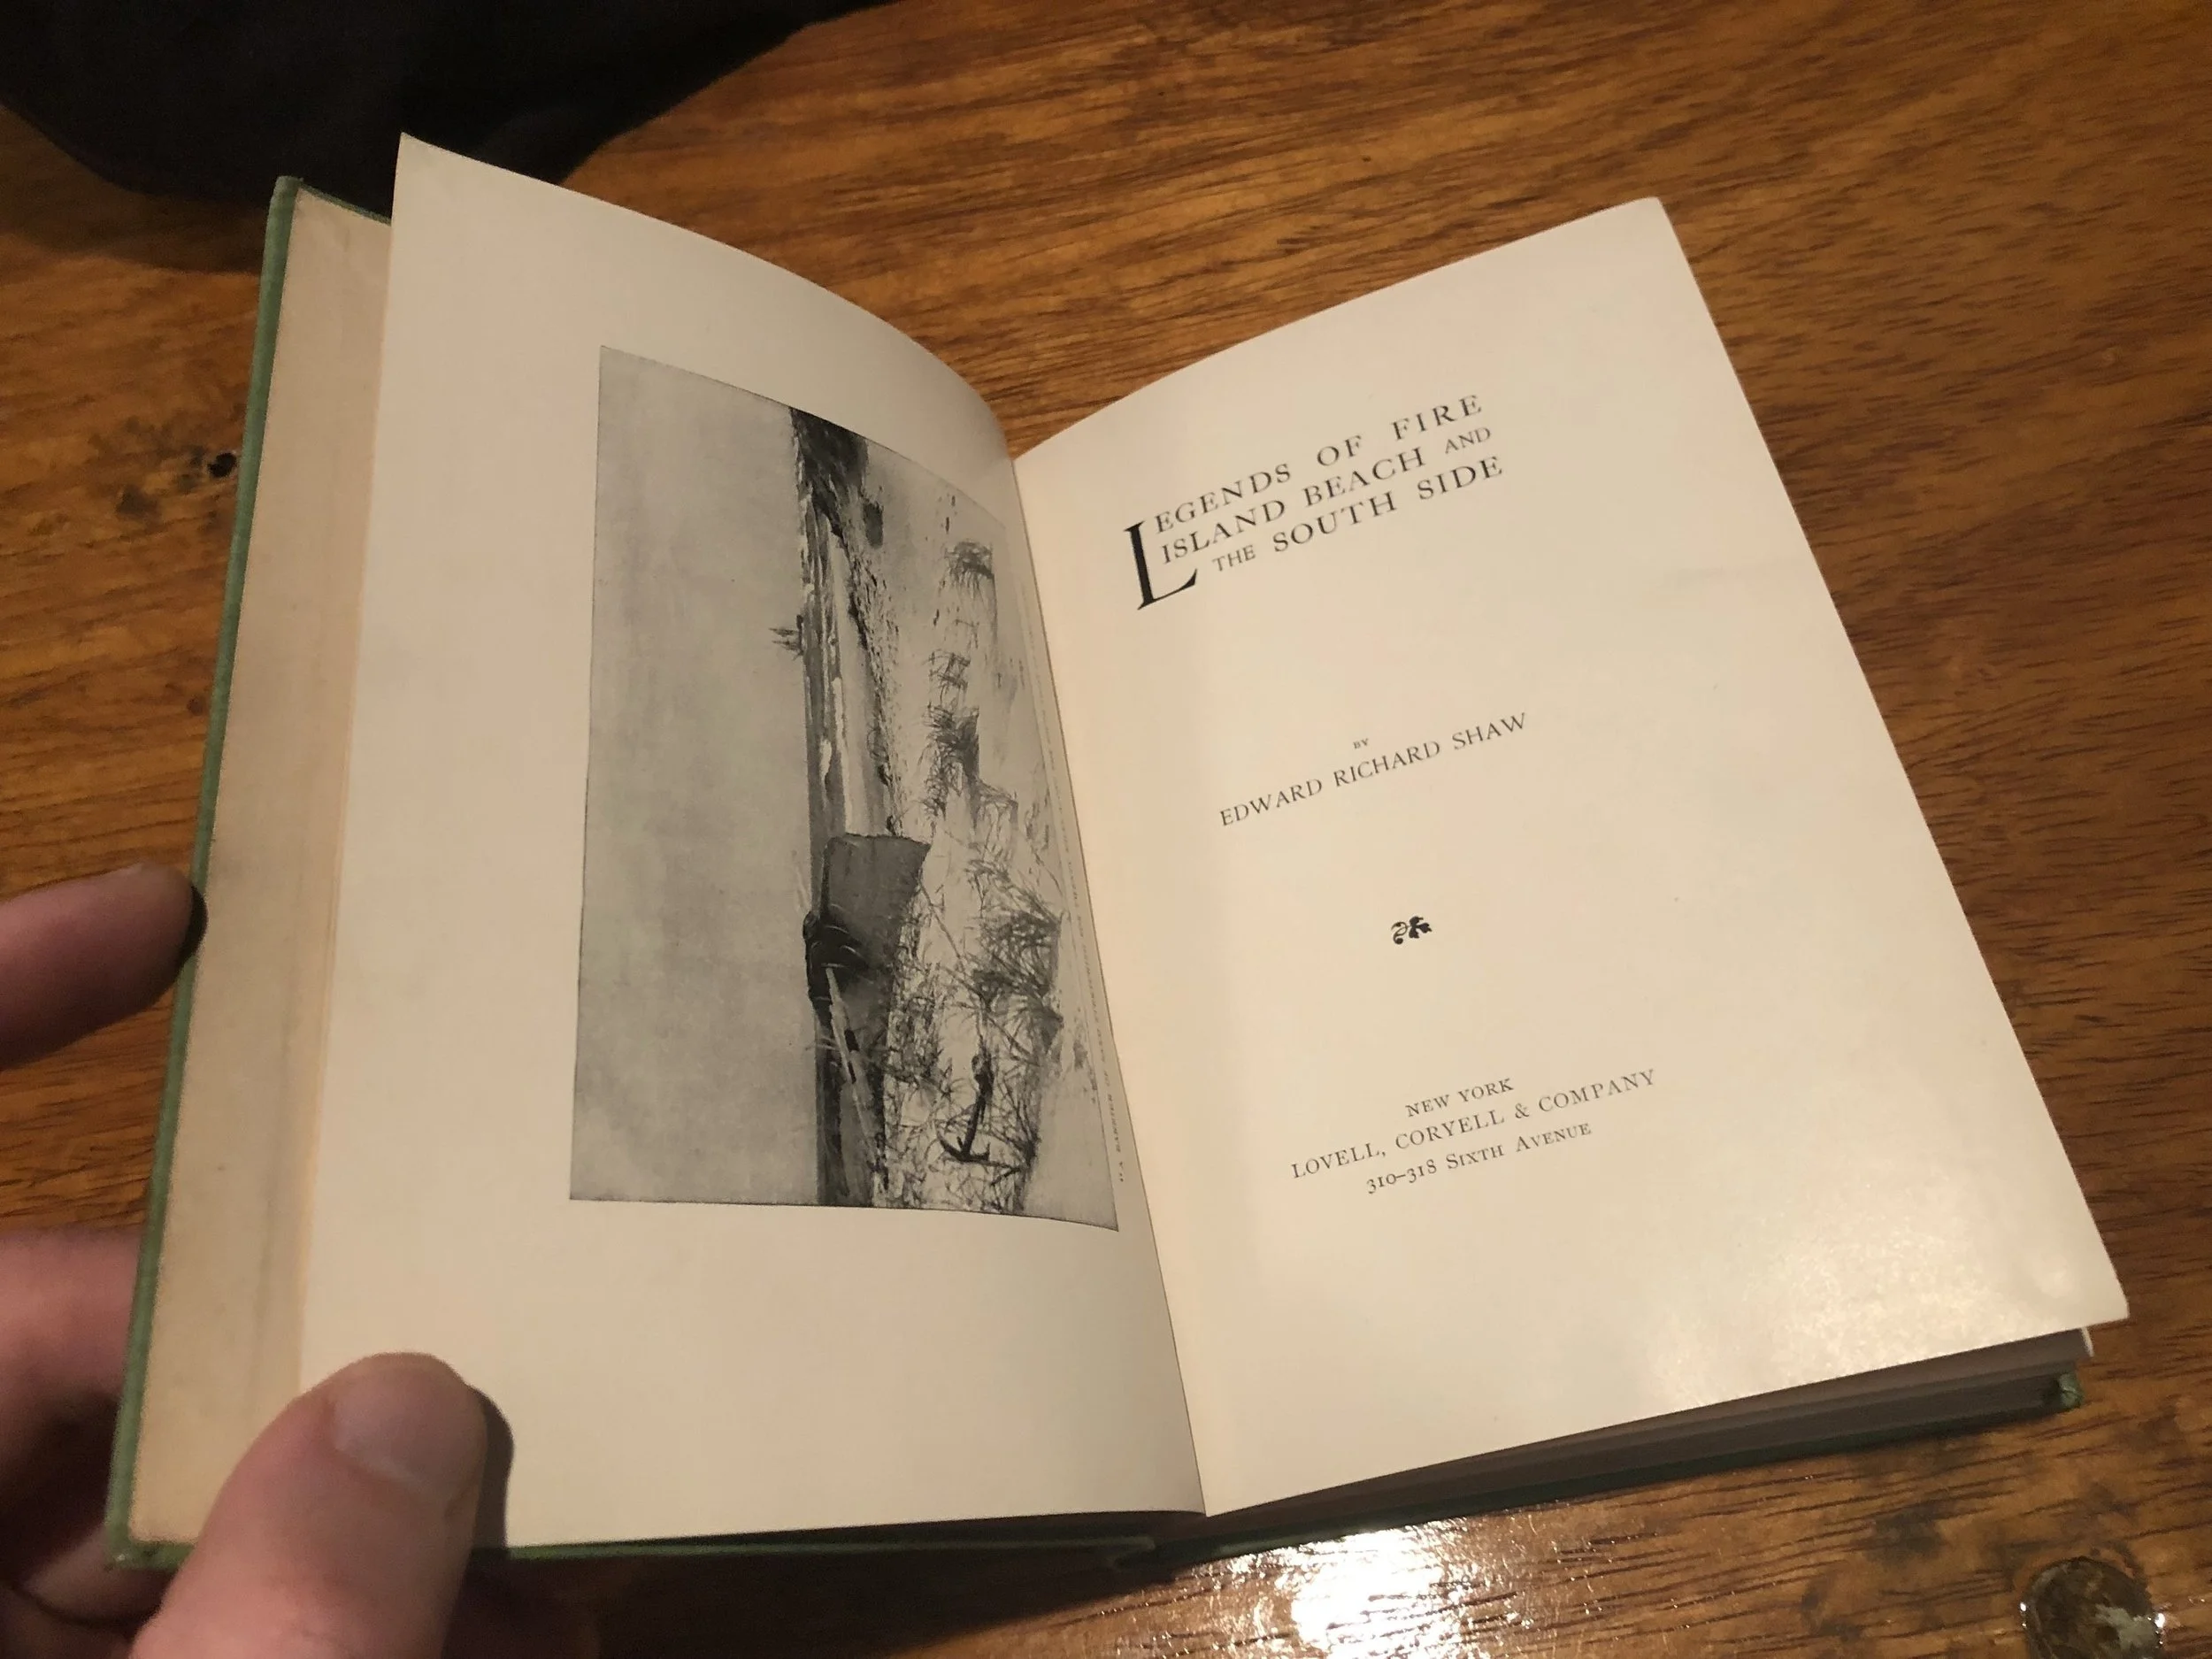 LEGENDS OF FIRE
ISLAND BEACH AND
THE SOUTH SIDE
BY
EDWARD RICHARD SHAW
NEW YORK
LOVELL, CORYELL & COMPANY
310–318 SIXTH AVENUE